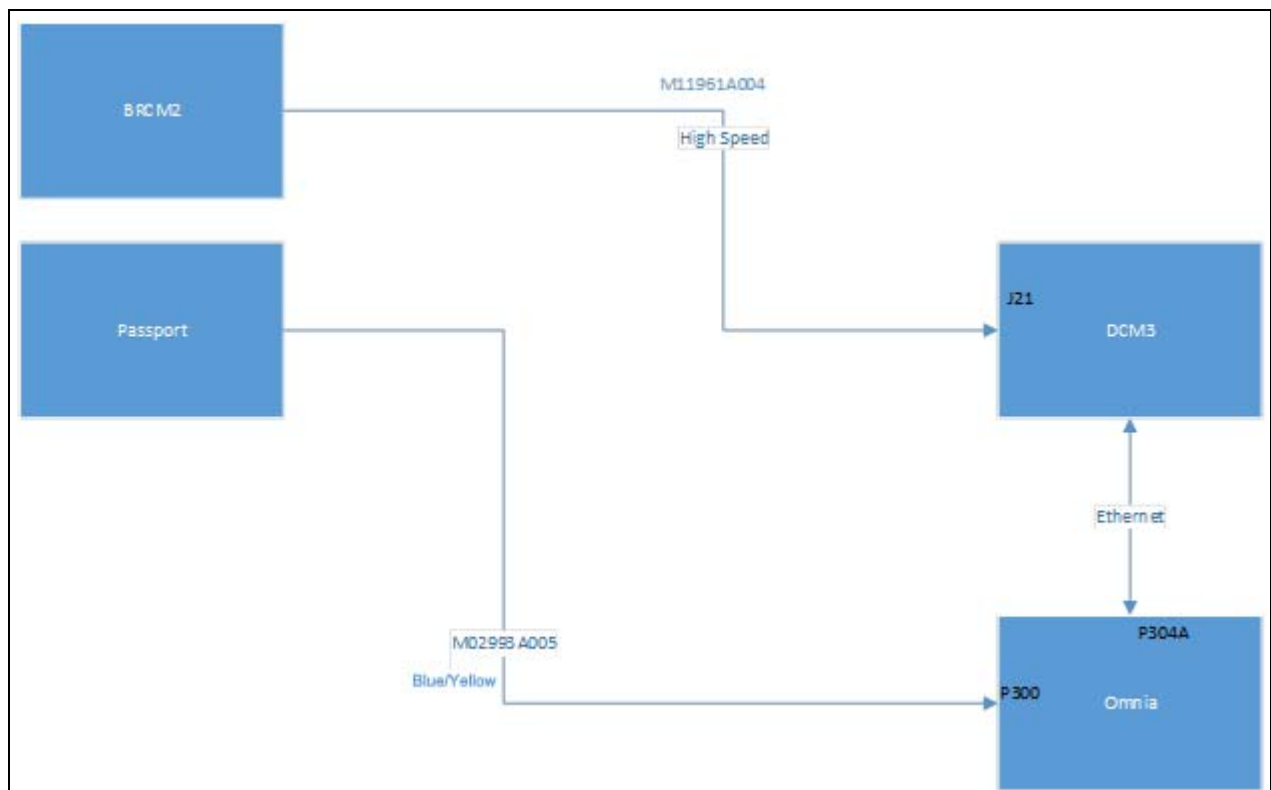 M11961A004
BRCM2
High Speed
J21
Passport
DCM3
Ethernet
P304A
M02993A005
Blue/Yellow
P300
Omnia